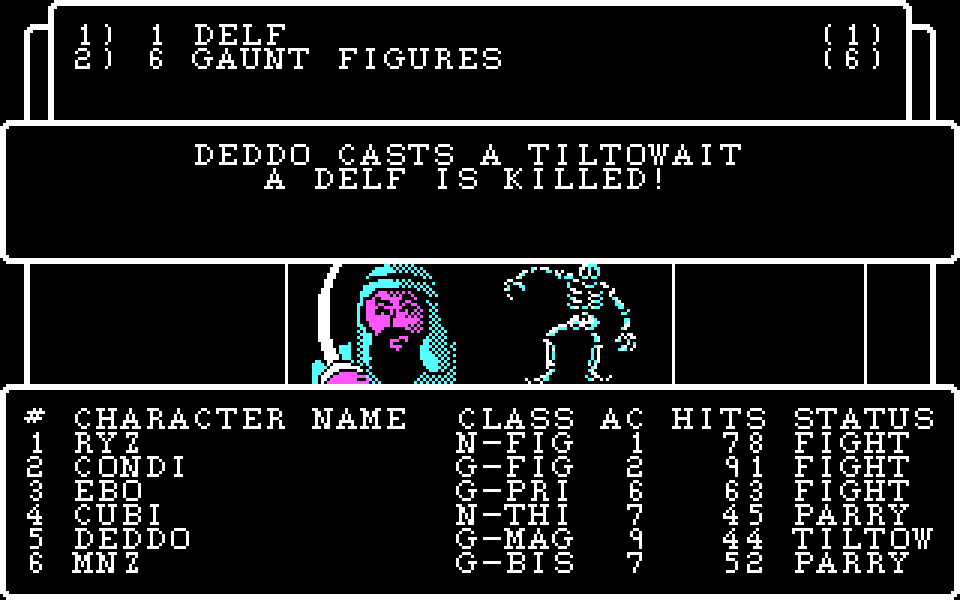 1) 1 DELF (1)
2) 6 GAUNT FIGURES (6)
DEDDO CASTS A TILTOWAIT
A DELF IS KILLED!
# CHARACTER NAME CLASS AC HITS STATUS
1 RYZ N-FIG 1 78 FIGHT
2 CONDI G-FIG 2 91 FIGHT
3 EBO G-PRI 6 63 FIGHT
4 CUBI N-THI 7 45 PARRY
5 DEDDO G-MAG 9 44 TILTOW
6 MNZ G-BIS 7 52 PARRY